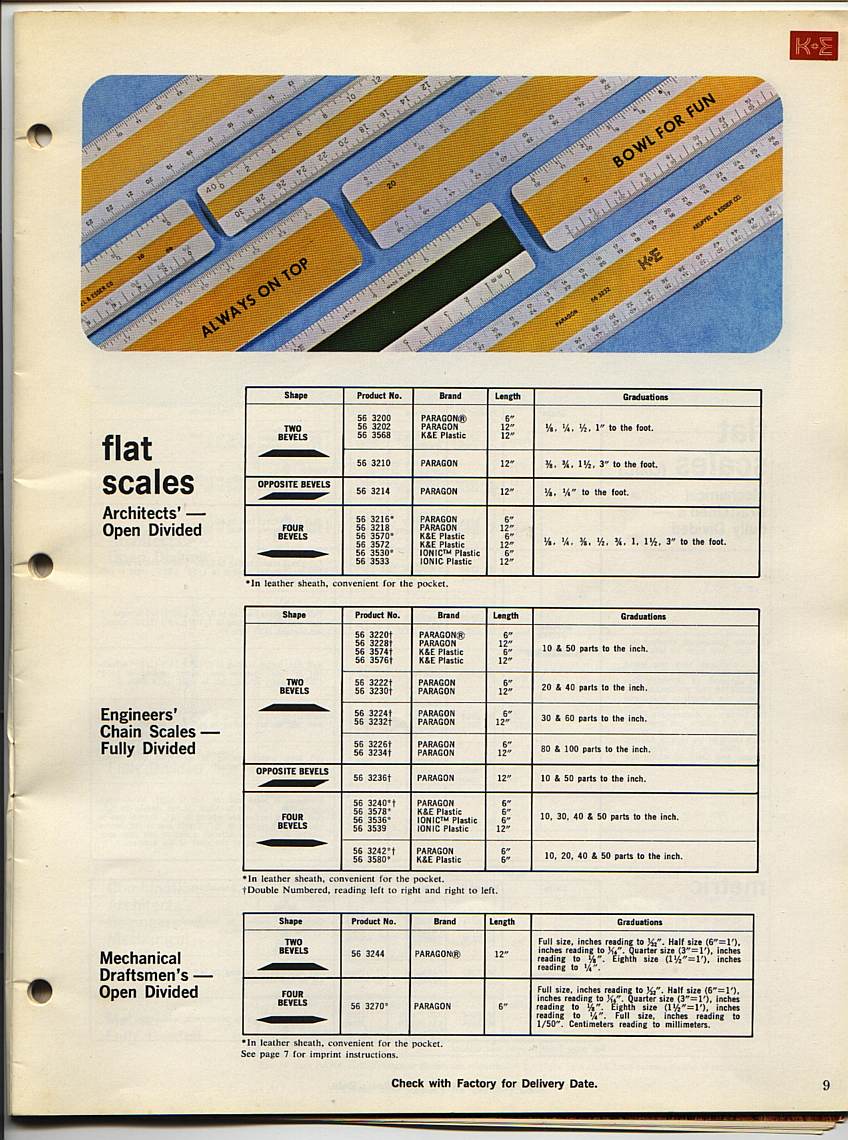 K+E
BOWL FOR FUN
ALWAYS ON TOP
KEUFFEL & ESSER CO.
K+E
PARAGON 56 3232
L & ESSER CO.
flat
scales
Architects' —
Open Divided
Shape Product No. Brand Length Graduations
TWO
BEVELS
56 3200 PARAGON® 6″
56 3202 PARAGON 12″
56 3568 K&E Plastic 12″
⅛, ¼, ½, 1″ to the foot.
56 3210 PARAGON 12″ ⅜, ¾, 1½, 3″ to the foot.
OPPOSITE BEVELS
56 3214 PARAGON 12″ ⅛, ¼″ to the foot.
FOUR
BEVELS
56 3216* PARAGON 6″
56 3218 PARAGON 12″
56 3570* K&E Plastic 6″
56 3572 K&E Plastic 12″
56 3530* IONIC™ Plastic 6″
56 3533 IONIC Plastic 12″
⅛, ¼, ⅜, ½, ¾, 1, 1½, 3″ to the foot.
*In leather sheath, convenient for the pocket.
Engineers'
Chain Scales —
Fully Divided
Shape Product No. Brand Length Graduations
TWO
BEVELS
56 3220† PARAGON® 6″
56 3228† PARAGON 12″
56 3574† K&E Plastic 6″
56 3576† K&E Plastic 12″
10 & 50 parts to the inch.
56 3222† PARAGON 6″
56 3230† PARAGON 12″
20 & 40 parts to the inch.
56 3224† PARAGON 6″
56 3232† PARAGON 12″
30 & 60 parts to the inch.
56 3226† PARAGON 6″
56 3234† PARAGON 12″
80 & 100 parts to the inch.
OPPOSITE BEVELS
56 3236† PARAGON 12″ 10 & 50 parts to the inch.
FOUR
BEVELS
56 3240*† PARAGON 6″
56 3578* K&E Plastic 6″
56 3536* IONIC™ Plastic 6″
56 3539 IONIC Plastic 12″
10, 30, 40 & 50 parts to the inch.
56 3242*† PARAGON 6″
56 3580* K&E Plastic 6″
10, 20, 40 & 50 parts to the inch.
*In leather sheath, convenient for the pocket.
†Double Numbered, reading left to right and right to left.
Mechanical
Draftsmen's —
Open Divided
Shape Product No. Brand Length Graduations
TWO
BEVELS
56 3244 PARAGON® 12″
Full size, inches reading to 1/32″. Half size (6″=1′),
inches reading to 1/16″. Quarter size (3″=1′), inches
reading to ⅛″. Eighth size (1½″=1′), inches
reading to ¼″.
FOUR
BEVELS
56 3270* PARAGON 6″
Full size, inches reading to 1/32″. Half size (6″=1′),
inches reading to 1/16″. Quarter size (3″=1′), inches
reading to ⅛″. Eighth size (1½″=1′), inches
reading to ¼″. Full size, inches reading to
1/50″. Centimeters reading to millimeters.
*In leather sheath, convenient for the pocket.
See page 7 for imprint instructions.
Check with Factory for Delivery Date.
9